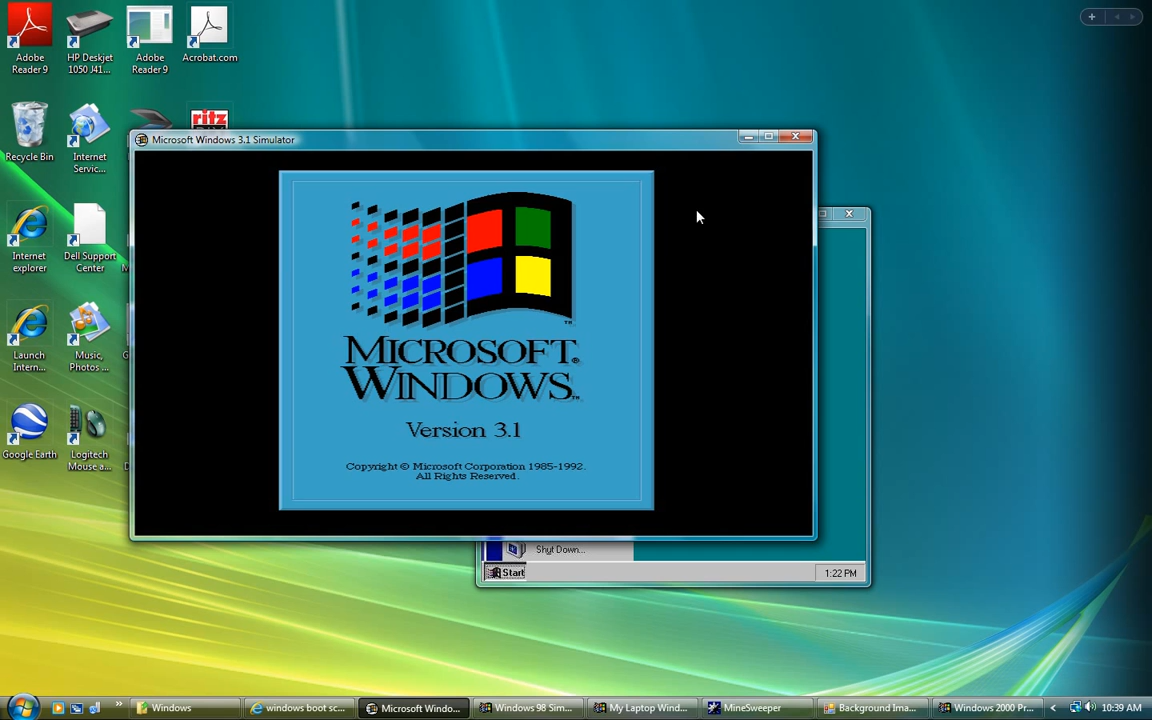 Adobe Reader 9
HP Deskjet 1050 J41...
Adobe Reader 9
Acrobat.com
Recycle Bin
Internet Servic...
ritz
Microsoft Windows 3.1 Simulator
Internet explorer
Dell Support Center
MICROSOFT®
WINDOWS™
Version 3.1
Copyright © Microsoft Corporation 1985-1992.
All Rights Reserved.
Launch Intern...
Music, Photos ...
Google Earth
Logitech Mouse a...
Shut Down...
Start
1:22 PM
Windows
windows boot sc...
Microsoft Windo...
Windows 98 Sim...
My Laptop Wind...
MineSweeper
Background Ima...
Windows 2000 Pr...
10:39 AM